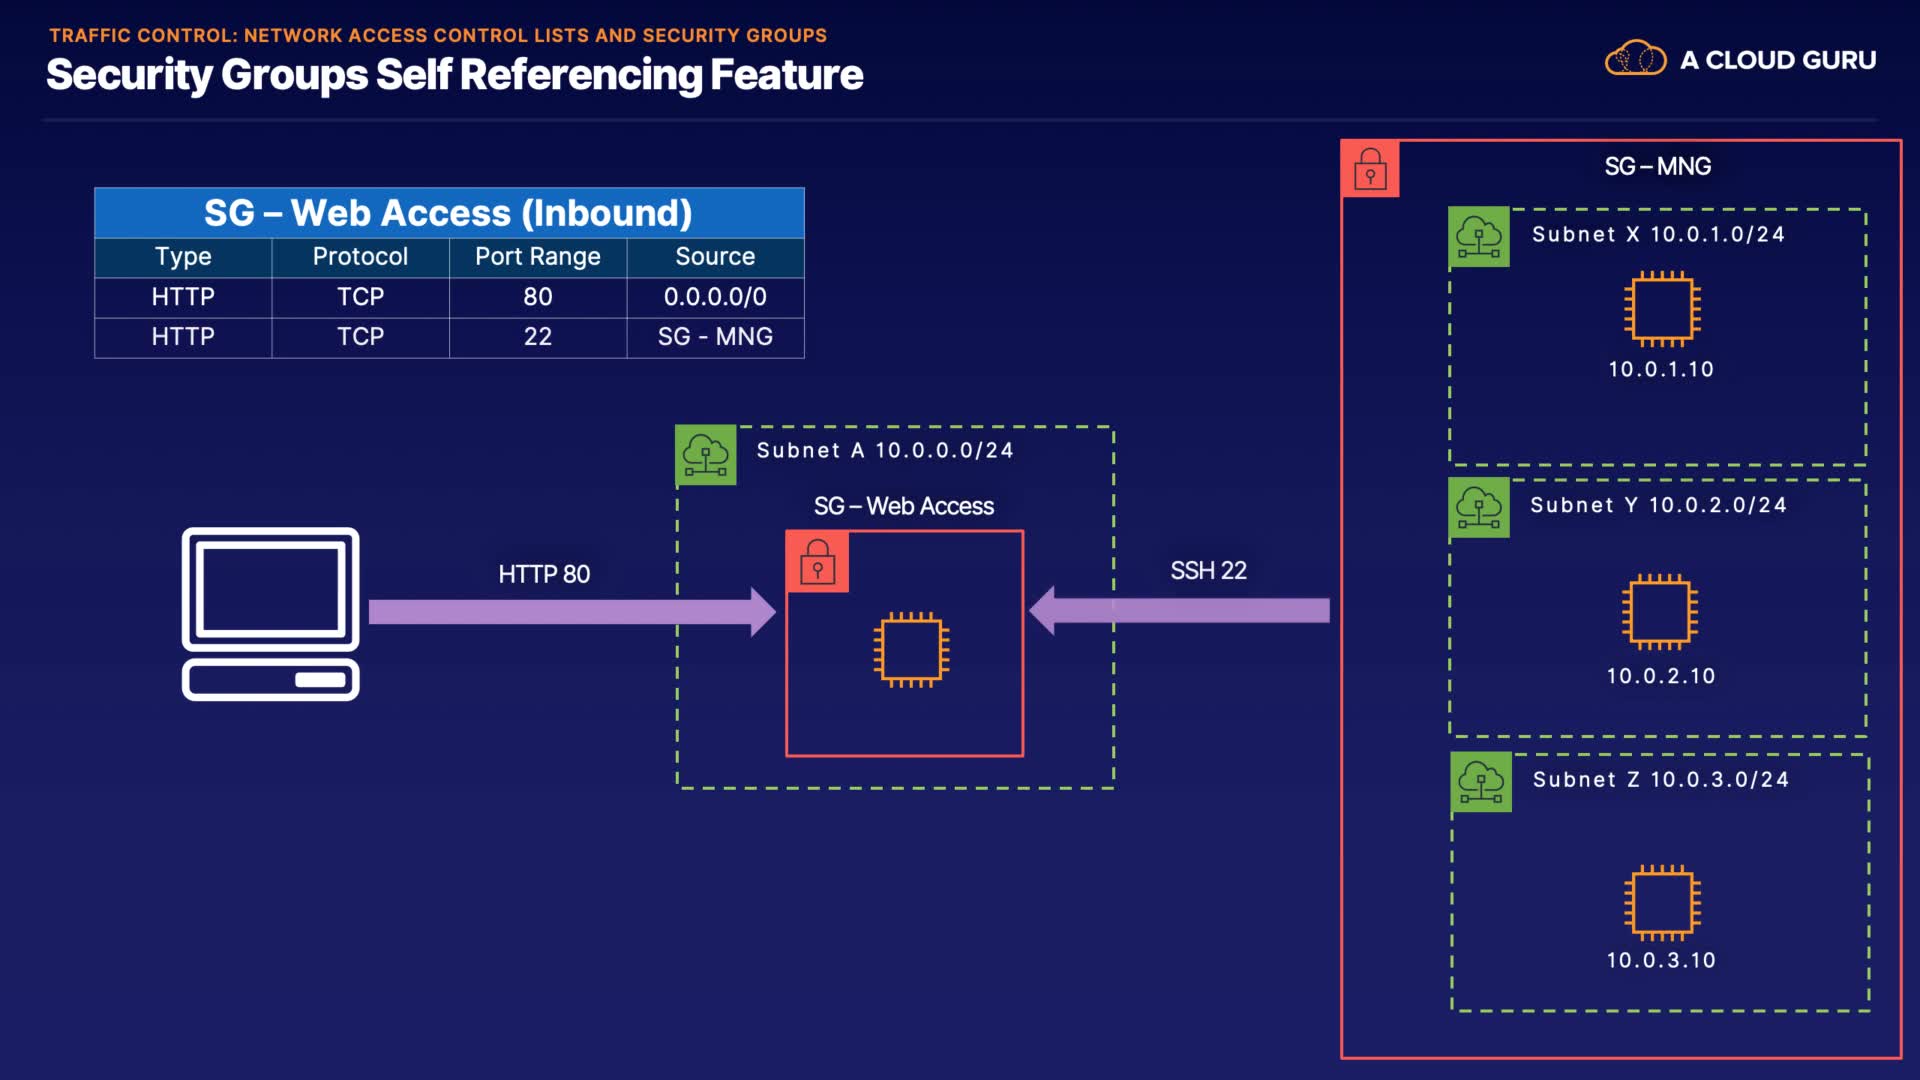 TRAFFIC CONTROL: NETWORK ACCESS CONTROL LISTS AND SECURITY GROUPS
Security Groups Self Referencing Feature
A CLOUD GURU
SG – Web Access (Inbound)
Type Protocol Port Range Source
HTTP TCP 80 0.0.0.0/0
HTTP TCP 22 SG - MNG
HTTP 80
Subnet A 10.0.0.0/24
SG – Web Access
SSH 22
SG – MNG
Subnet X 10.0.1.0/24
10.0.1.10
Subnet Y 10.0.2.0/24
10.0.2.10
Subnet Z 10.0.3.0/24
10.0.3.10